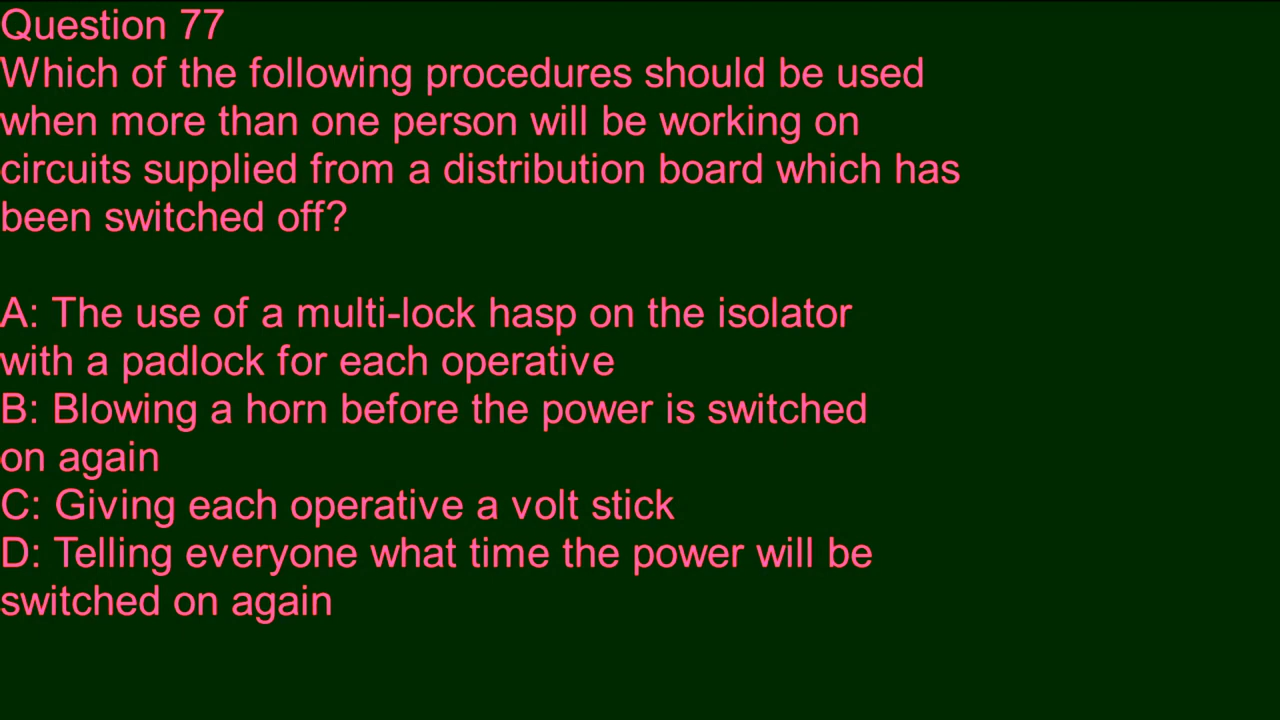 Question 77
Which of the following procedures should be used
when more than one person will be working on
circuits supplied from a distribution board which has
been switched off?
A: The use of a multi-lock hasp on the isolator
with a padlock for each operative
B: Blowing a horn before the power is switched
on again
C: Giving each operative a volt stick
D: Telling everyone what time the power will be
switched on again